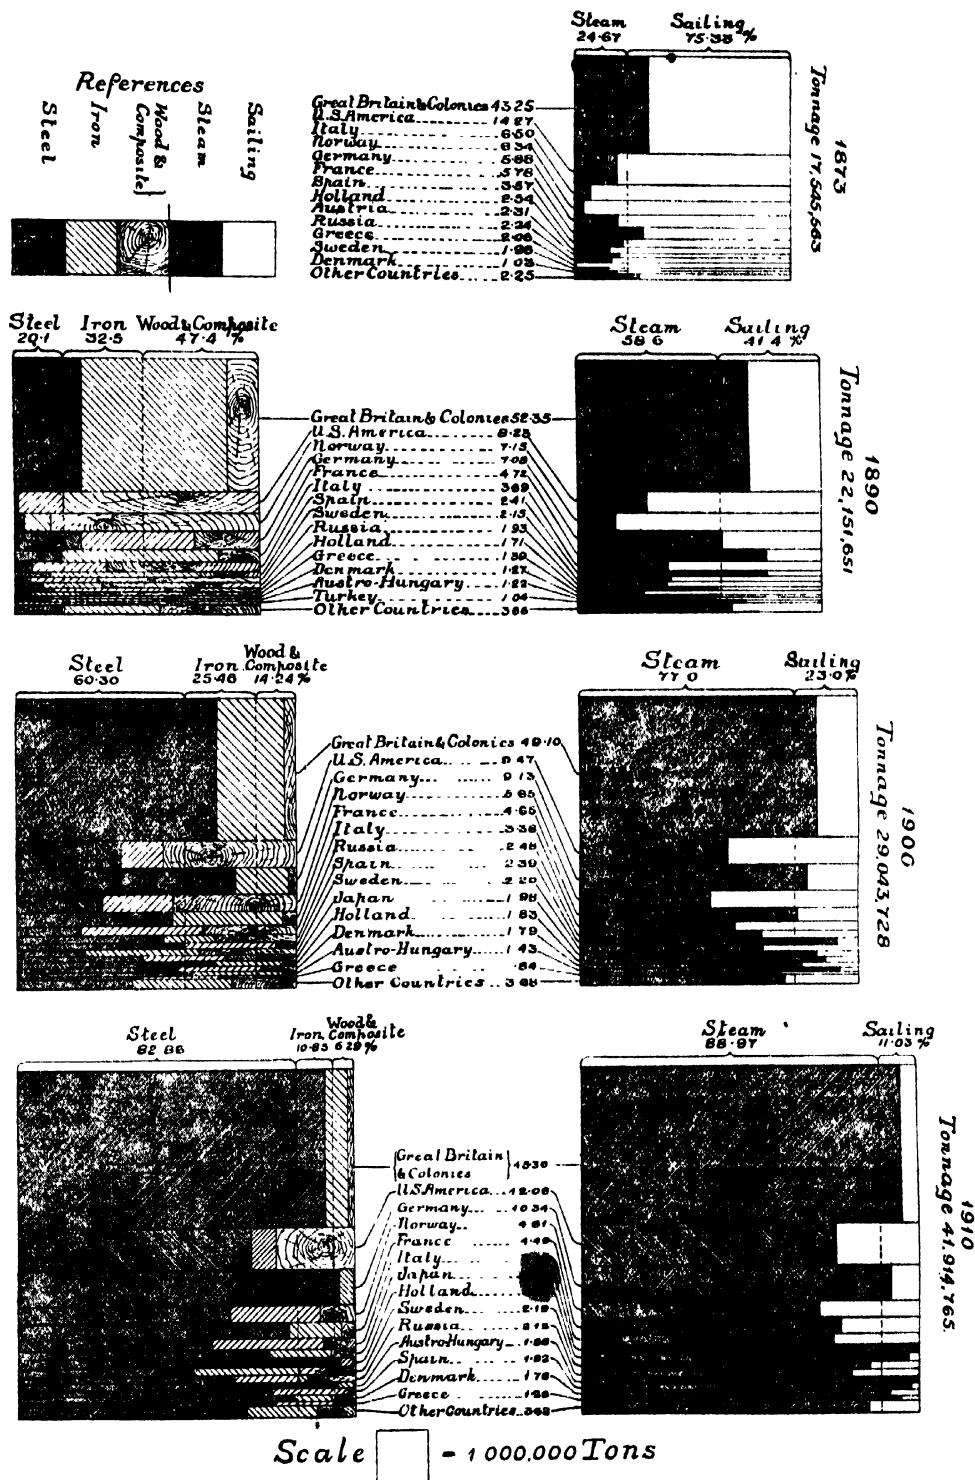 Steam Sailing
24·67 75·33 %
References
Steel
Iron
Wood & Composite
Steam
Sailing
Great Britain & Colonies 43·25
U.S. America 14·27
Italy 6·50
Norway 6·34
Germany 5·88
France 5·78
Spain 3·57
Holland 2·54
Austria 2·31
Russia 2·24
Greece 2·06
Sweden 1·98
Denmark 1·03
Other Countries 2·25
1873
Tonnage 17,545,563
Steel Iron Wood & Composite
20·1 32·5 47·4 %
Steam Sailing
58·6 41·4 %
Great Britain & Colonies 52·35
U.S. America 8·23
Norway 7·15
Germany 7·08
France 4·72
Italy 3·69
Spain 2·41
Sweden 2·15
Russia 1·93
Holland 1·71
Greece 1·39
Denmark 1·27
Austro-Hungary 1·22
Turkey 1·04
Other Countries 3·66
1890
Tonnage 22,151,651
Steel Iron Wood & Composite
60·30 25·46 14·24 %
Steam Sailing
77·0 23·0 %
Great Britain & Colonies 49·10
U.S. America 9·47
Germany 9·13
Norway 5·65
France 4·65
Italy 3·38
Russia 2·48
Spain 2·39
Sweden 2·20
Japan 1·98
Holland 1·83
Denmark 1·79
Austro-Hungary 1·43
Greece ·84
Other Countries 3·68
1900
Tonnage 29,043,728
Steel Iron Wood & Composite
82·86 10·85 6·29 %
Steam Sailing
88·97 11·03 %
Great Britain & Colonies 45·30
U.S. America 12·06
Germany 10·34
Norway 4·81
France 4·49
Italy
Japan
Holland
Sweden 2·19
Russia 2·12
Austro-Hungary 1·88
Spain 1·82
Denmark 1·76
Greece
Other Countries 3·68
1910
Tonnage 41,914,765.
Scale = 1 000,000 Tons